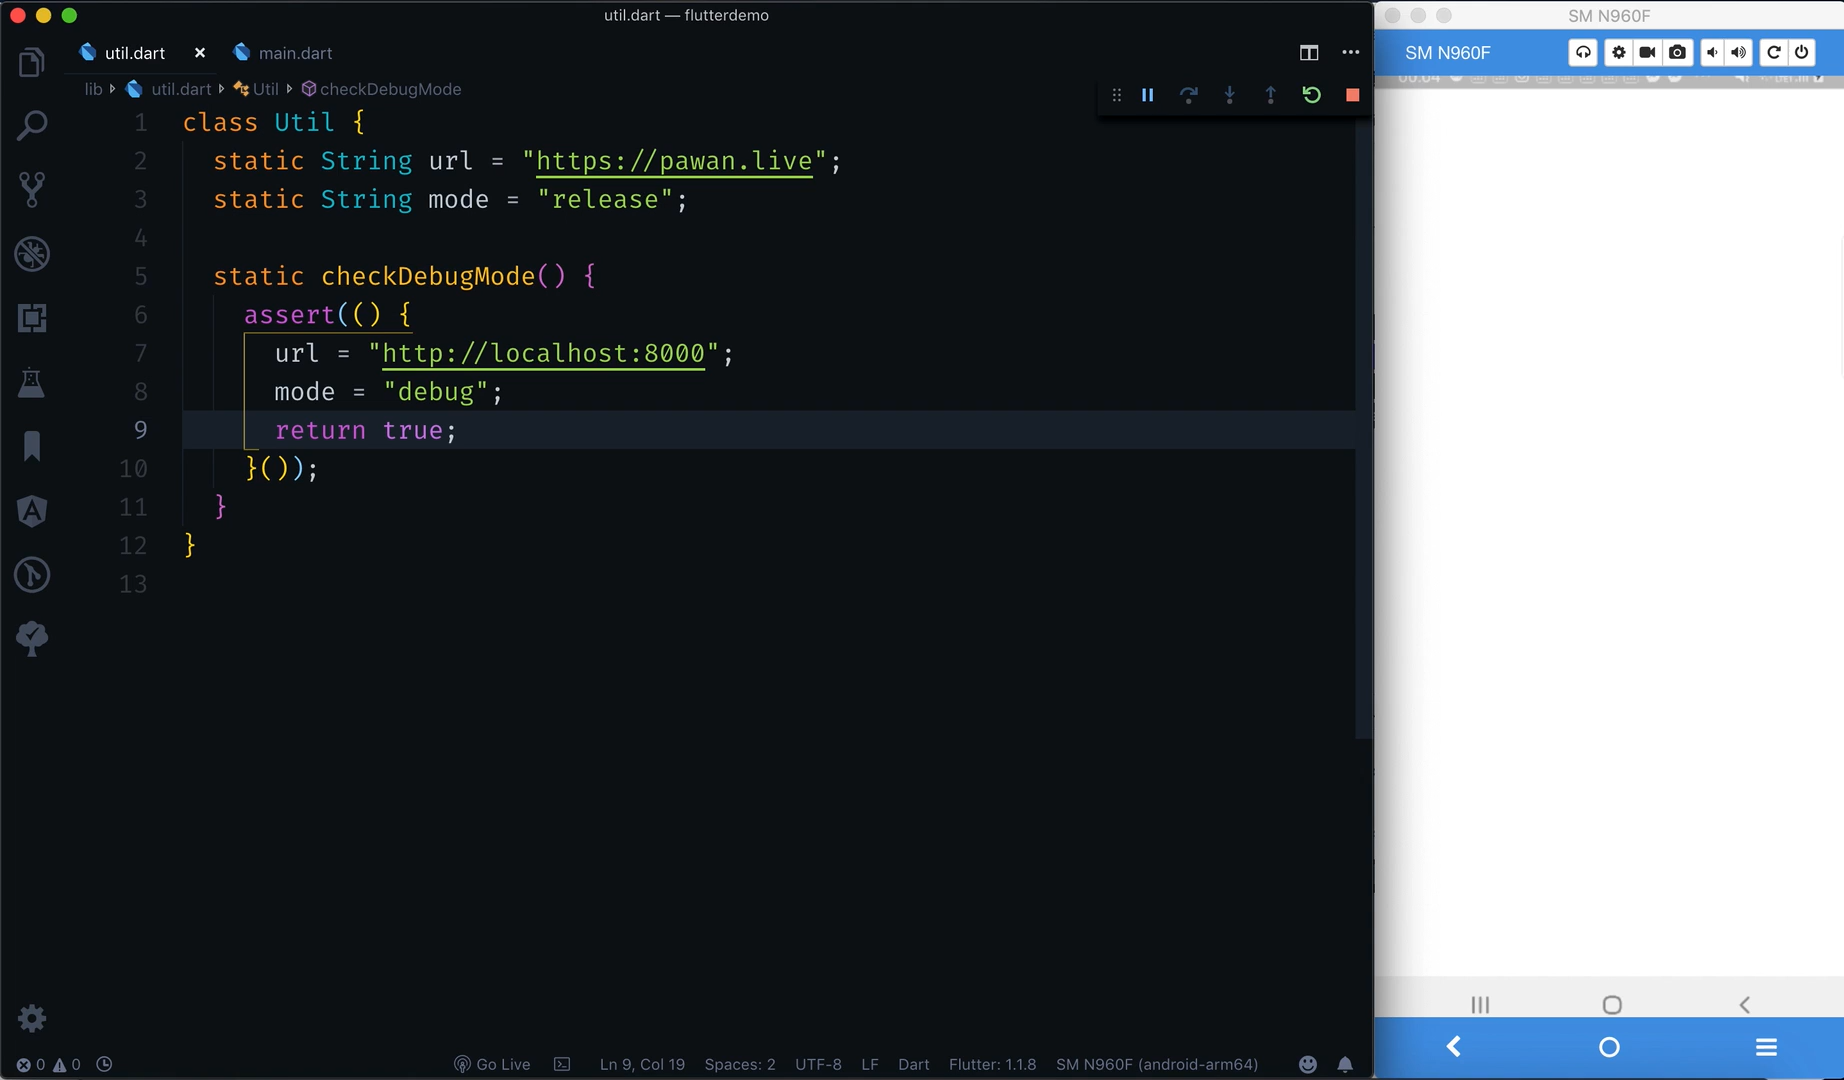 util.dart — flutterdemo
SM N960F
util.dart
main.dart
SM N960F
lib util.dart Util checkDebugMode
1 class Util {
2 static String url = "https://pawan.live";
3 static String mode = "release";
4
5 static checkDebugMode() {
6 assert(() {
7 url = "http://localhost:8000";
8 mode = "debug";
9 return true;
10 }());
11 }
12 }
13
0 0 Go Live Ln 9, Col 19 Spaces: 2 UTF-8 LF Dart Flutter: 1.1.8 SM N960F (android-arm64)